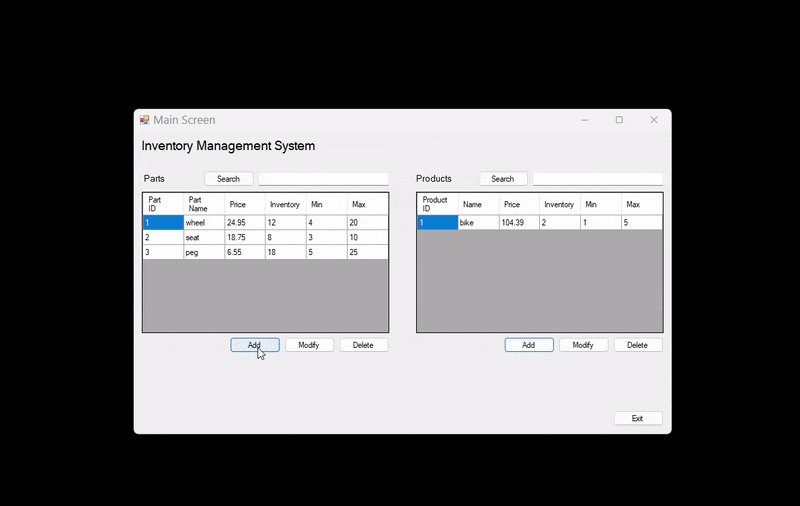 Main Screen
Inventory Management System
Parts Search
Part ID Part Name Price Inventory Min Max
1 wheel 24.95 12 4 20
2 seat 18.75 8 3 10
3 peg 6.55 18 5 25
Add Modify Delete
Products Search
Product ID Name Price Inventory Min Max
1 bike 104.39 2 1 5
Add Modify Delete
Exit